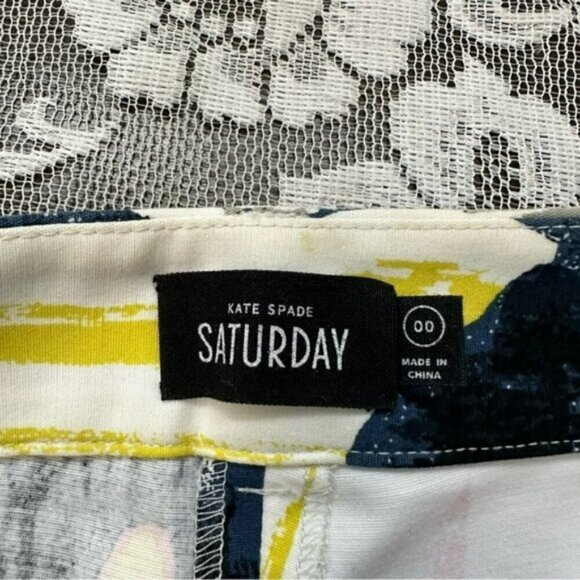 KATE SPADE
SATURDAY
00
MADE IN
CHINA